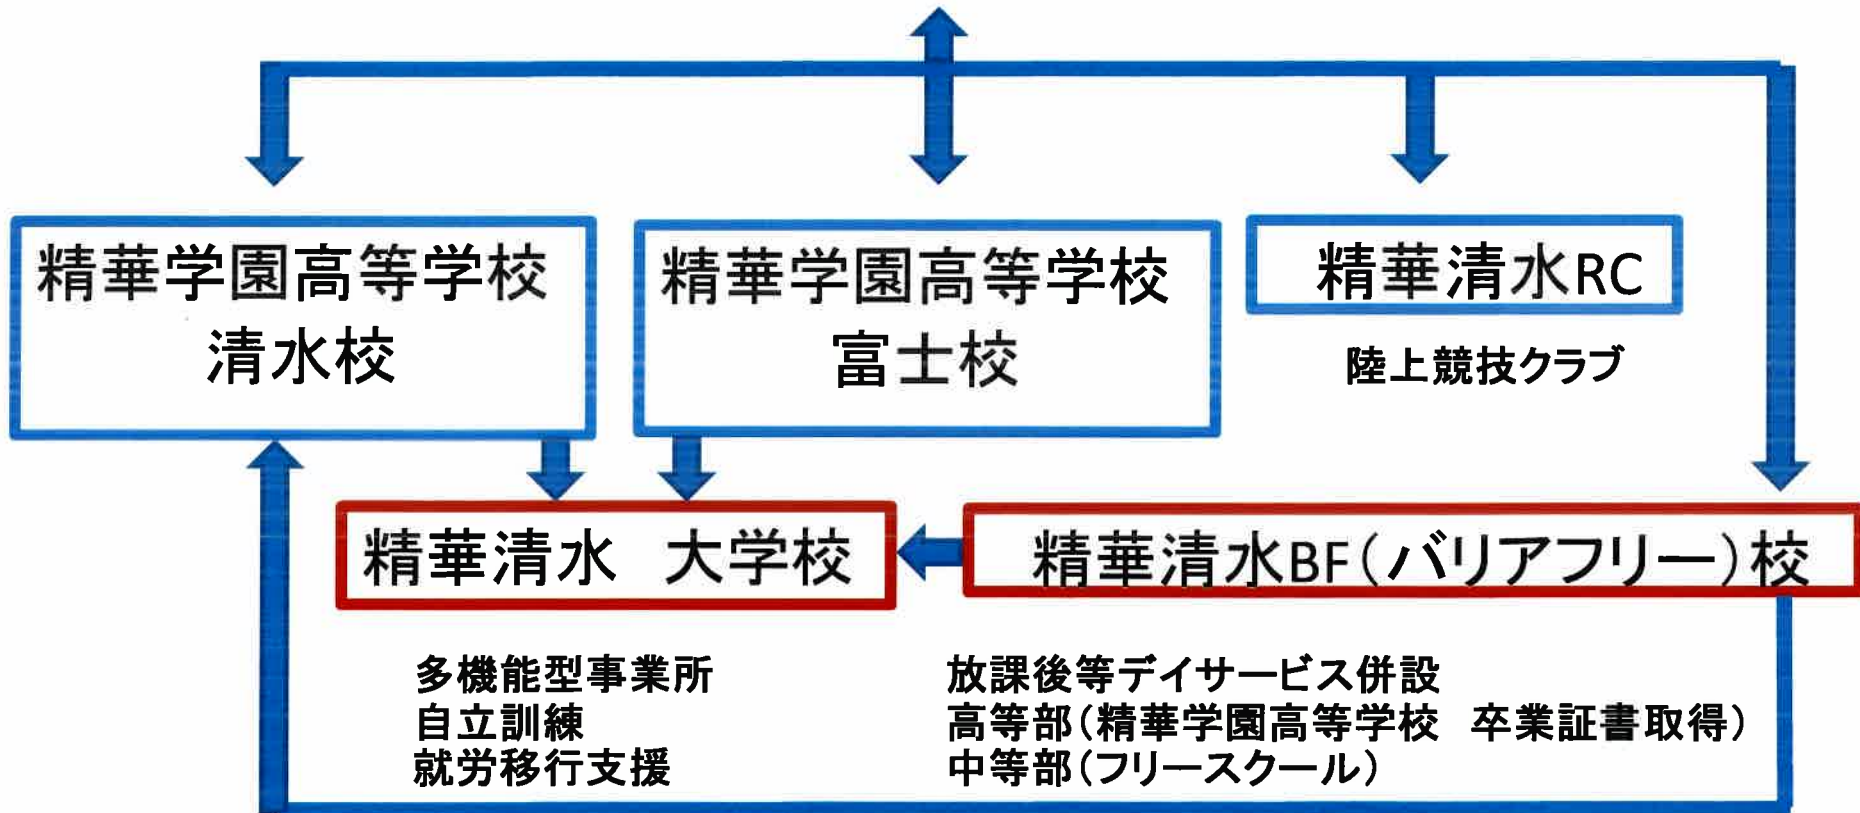 精華学園高等学校
清水校
精華学園高等学校
富士校
精華清水RC
陸上競技クラブ
精華清水　大学校
精華清水BF（バリアフリー）校
多機能型事業所
自立訓練
就労移行支援
放課後等デイサービス併設
高等部（精華学園高等学校　卒業証書取得）
中等部（フリースクール）